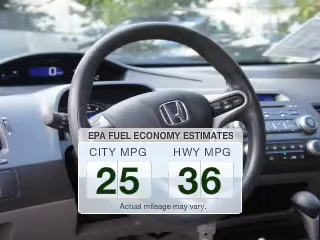 EPA FUEL ECONOMY ESTIMATES
CITY MPG HWY MPG
25 36
Actual mileage may vary.